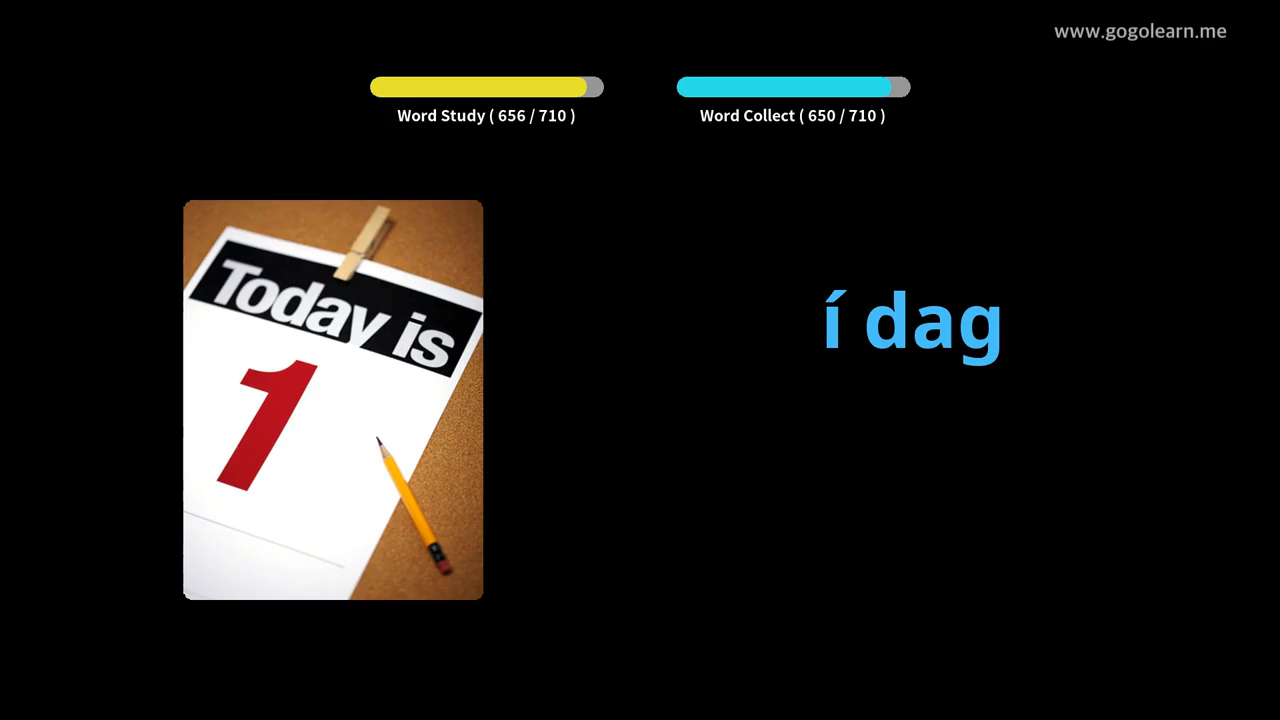 www.gogolearn.me
Word Study ( 656 / 710 )
Word Collect ( 650 / 710 )
Today is
1
í dag